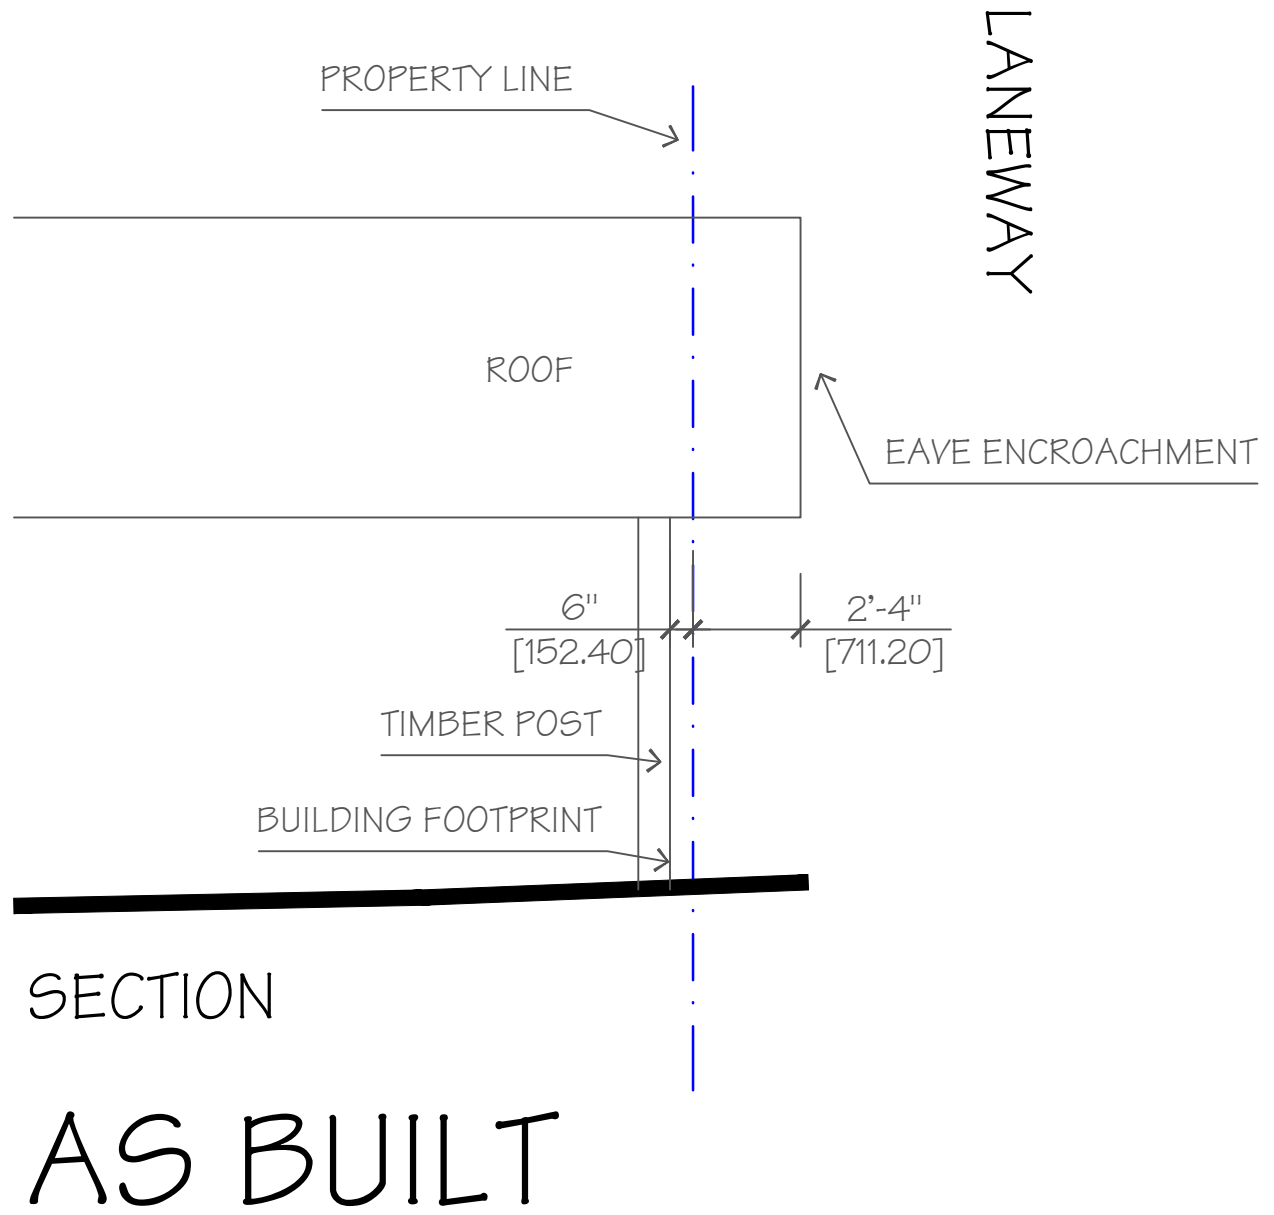 PROPERTY LINE
LANEWAY
ROOF
EAVE ENCROACHMENT
6"
[152.40]
2'-4"
[711.20]
TIMBER POST
BUILDING FOOTPRINT
SECTION
AS BUILT